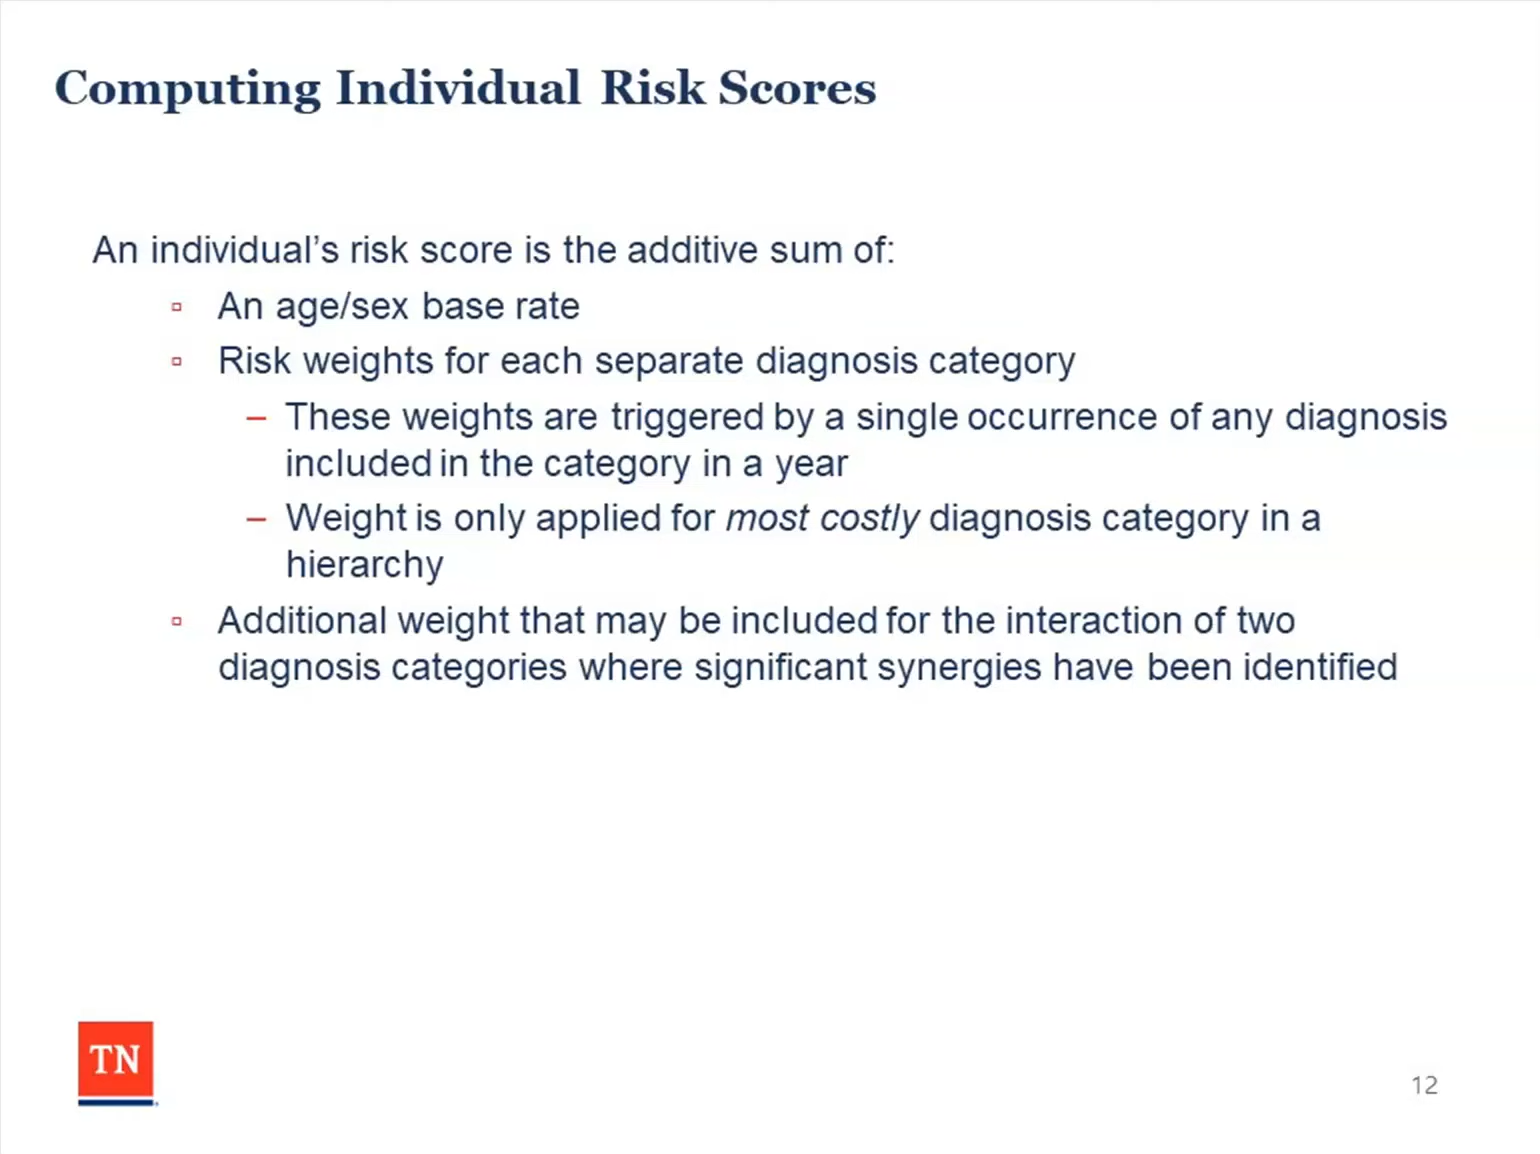 Computing Individual Risk Scores
An individual’s risk score is the additive sum of:
▫ An age/sex base rate
▫ Risk weights for each separate diagnosis category
– These weights are triggered by a single occurrence of any diagnosis
included in the category in a year
– Weight is only applied for most costly diagnosis category in a
hierarchy
▫ Additional weight that may be included for the interaction of two
diagnosis categories where significant synergies have been identified
TN
12